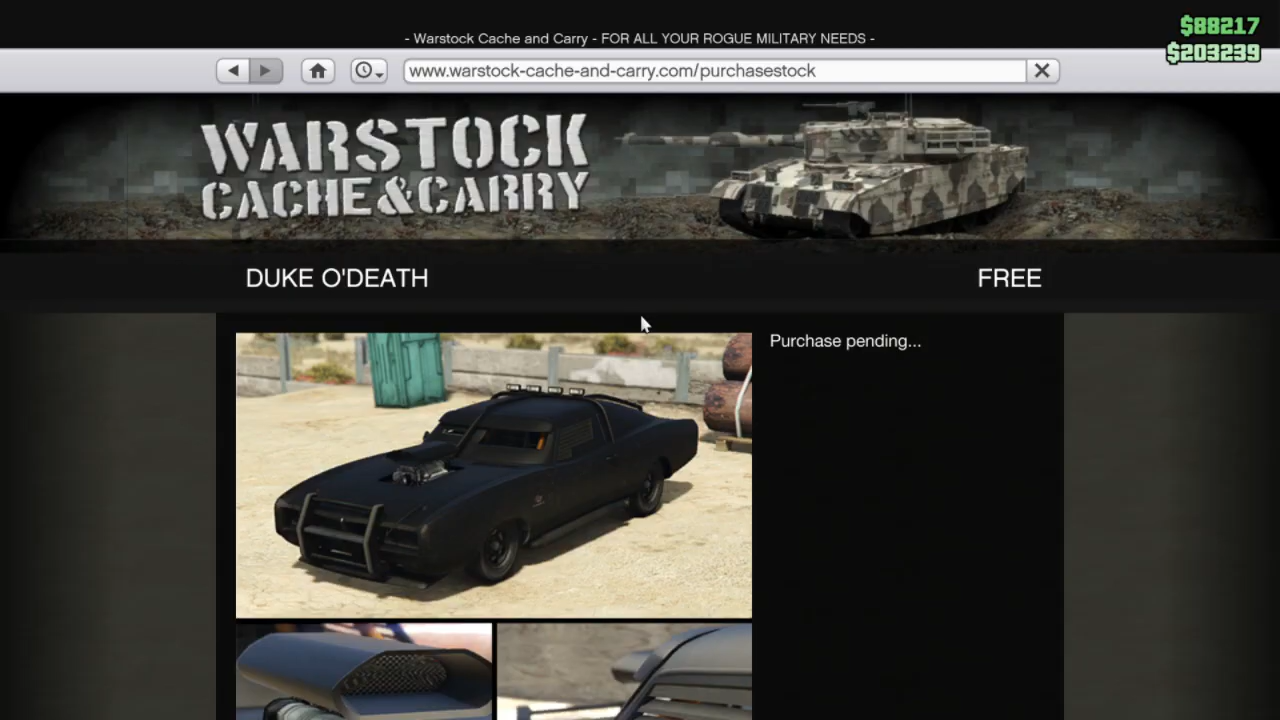 - Warstock Cache and Carry - FOR ALL YOUR ROGUE MILITARY NEEDS -
$88217
$203239
www.warstock-cache-and-carry.com/purchasestock
WARSTOCK
CACHE&CARRY
DUKE O'DEATH
FREE
Purchase pending...